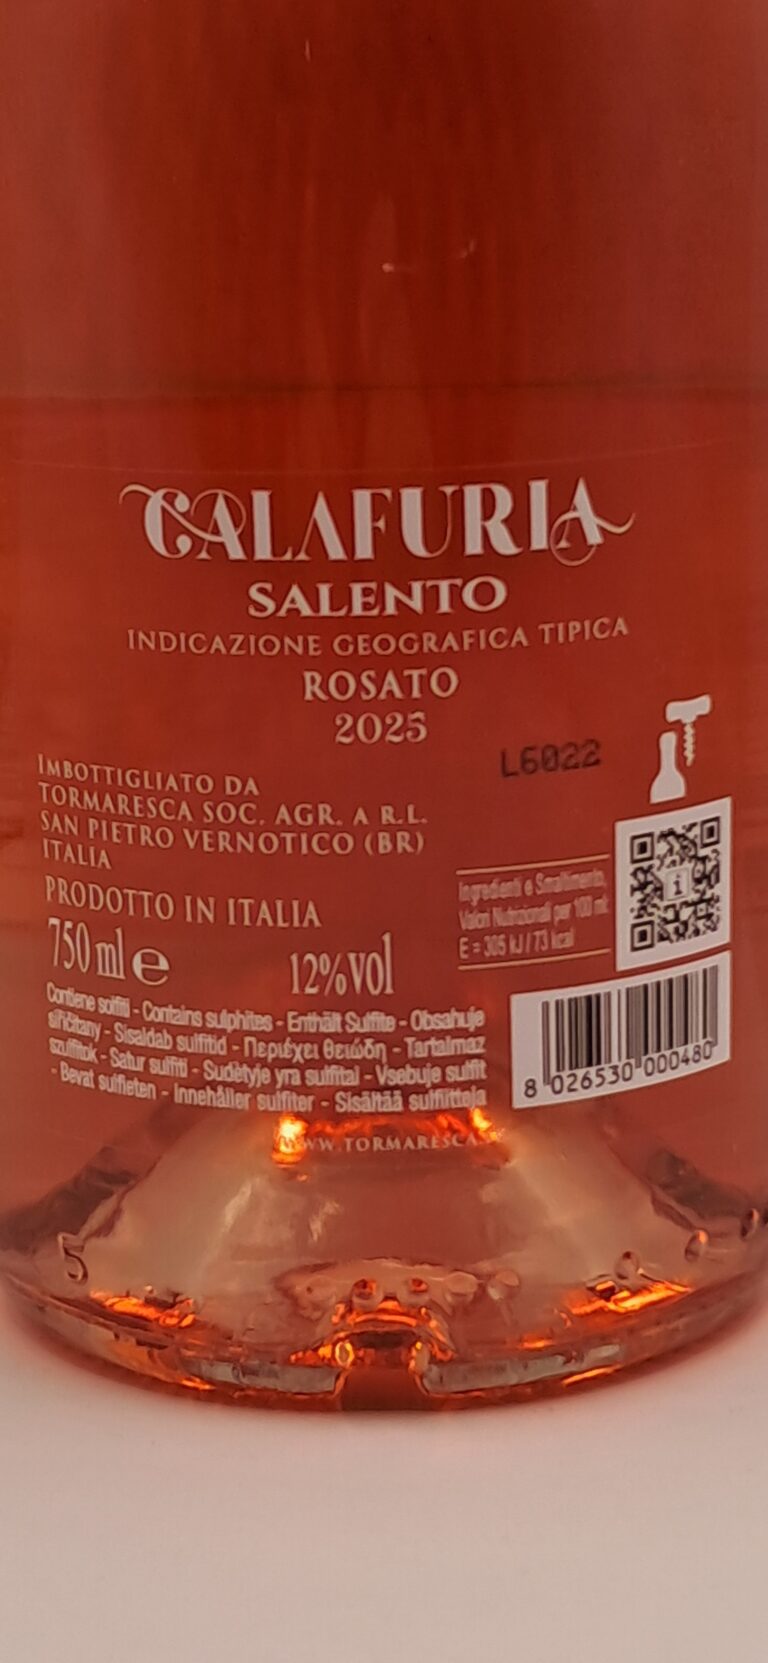 CALAFURIA
SALENTO
INDICAZIONE GEOGRAFICA TIPICA
ROSATO
2025
L6022
IMBOTTIGLIATO DA
TORMARESCA SOC. AGR. A R.L.
SAN PIETRO VERNOTICO (BR)
ITALIA
PRODOTTO IN ITALIA
750 ml e
12%vol
Ingredienti e Smaltimento,
Valori Nutrizionali per 100 ml:
E = 305 kJ / 73 kcal
i
Contiene solfiti - Contains sulphites - Enthält Sulfite - Obsahuje
siřičitany - Sisaldab sulfitid - Περιέχει θειώδη - Tartalmaz
szulfitok - Satur sulfiti - Sudėtyje yra sulfitai - Vsebuje sulfit
- Bevat sulfieten - Innehåller sulfiter - Sisältää sulfiitteja
8 026530 000480
WWW.TORMARESCA
5